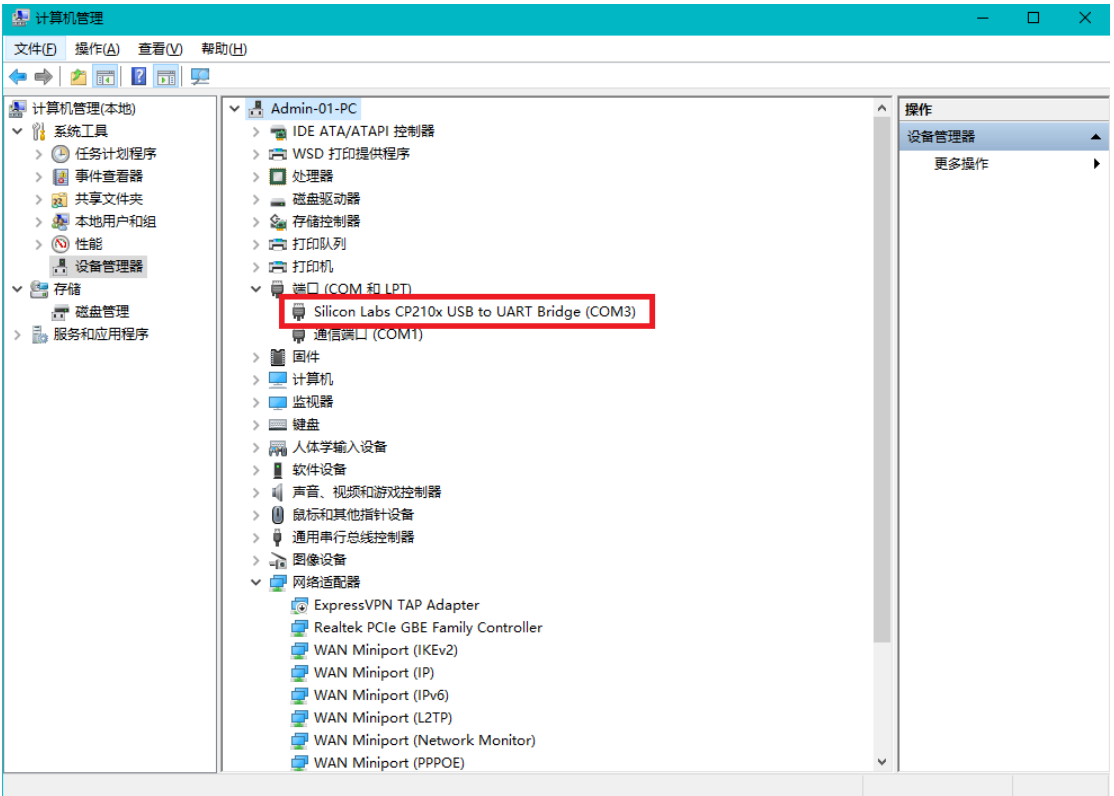 计算机管理
文件(F) 操作(A) 查看(V) 帮助(H)
计算机管理(本地)
系统工具
任务计划程序
事件查看器
共享文件夹
本地用户和组
性能
设备管理器
存储
磁盘管理
服务和应用程序
Admin-01-PC
IDE ATA/ATAPI 控制器
WSD 打印提供程序
处理器
磁盘驱动器
存储控制器
打印队列
打印机
端口 (COM 和 LPT)
Silicon Labs CP210x USB to UART Bridge (COM3)
通信端口 (COM1)
固件
计算机
监视器
键盘
人体学输入设备
软件设备
声音、视频和游戏控制器
鼠标和其他指针设备
通用串行总线控制器
图像设备
网络适配器
ExpressVPN TAP Adapter
Realtek PCIe GBE Family Controller
WAN Miniport (IKEv2)
WAN Miniport (IP)
WAN Miniport (IPv6)
WAN Miniport (L2TP)
WAN Miniport (Network Monitor)
WAN Miniport (PPPOE)
操作
设备管理器
更多操作